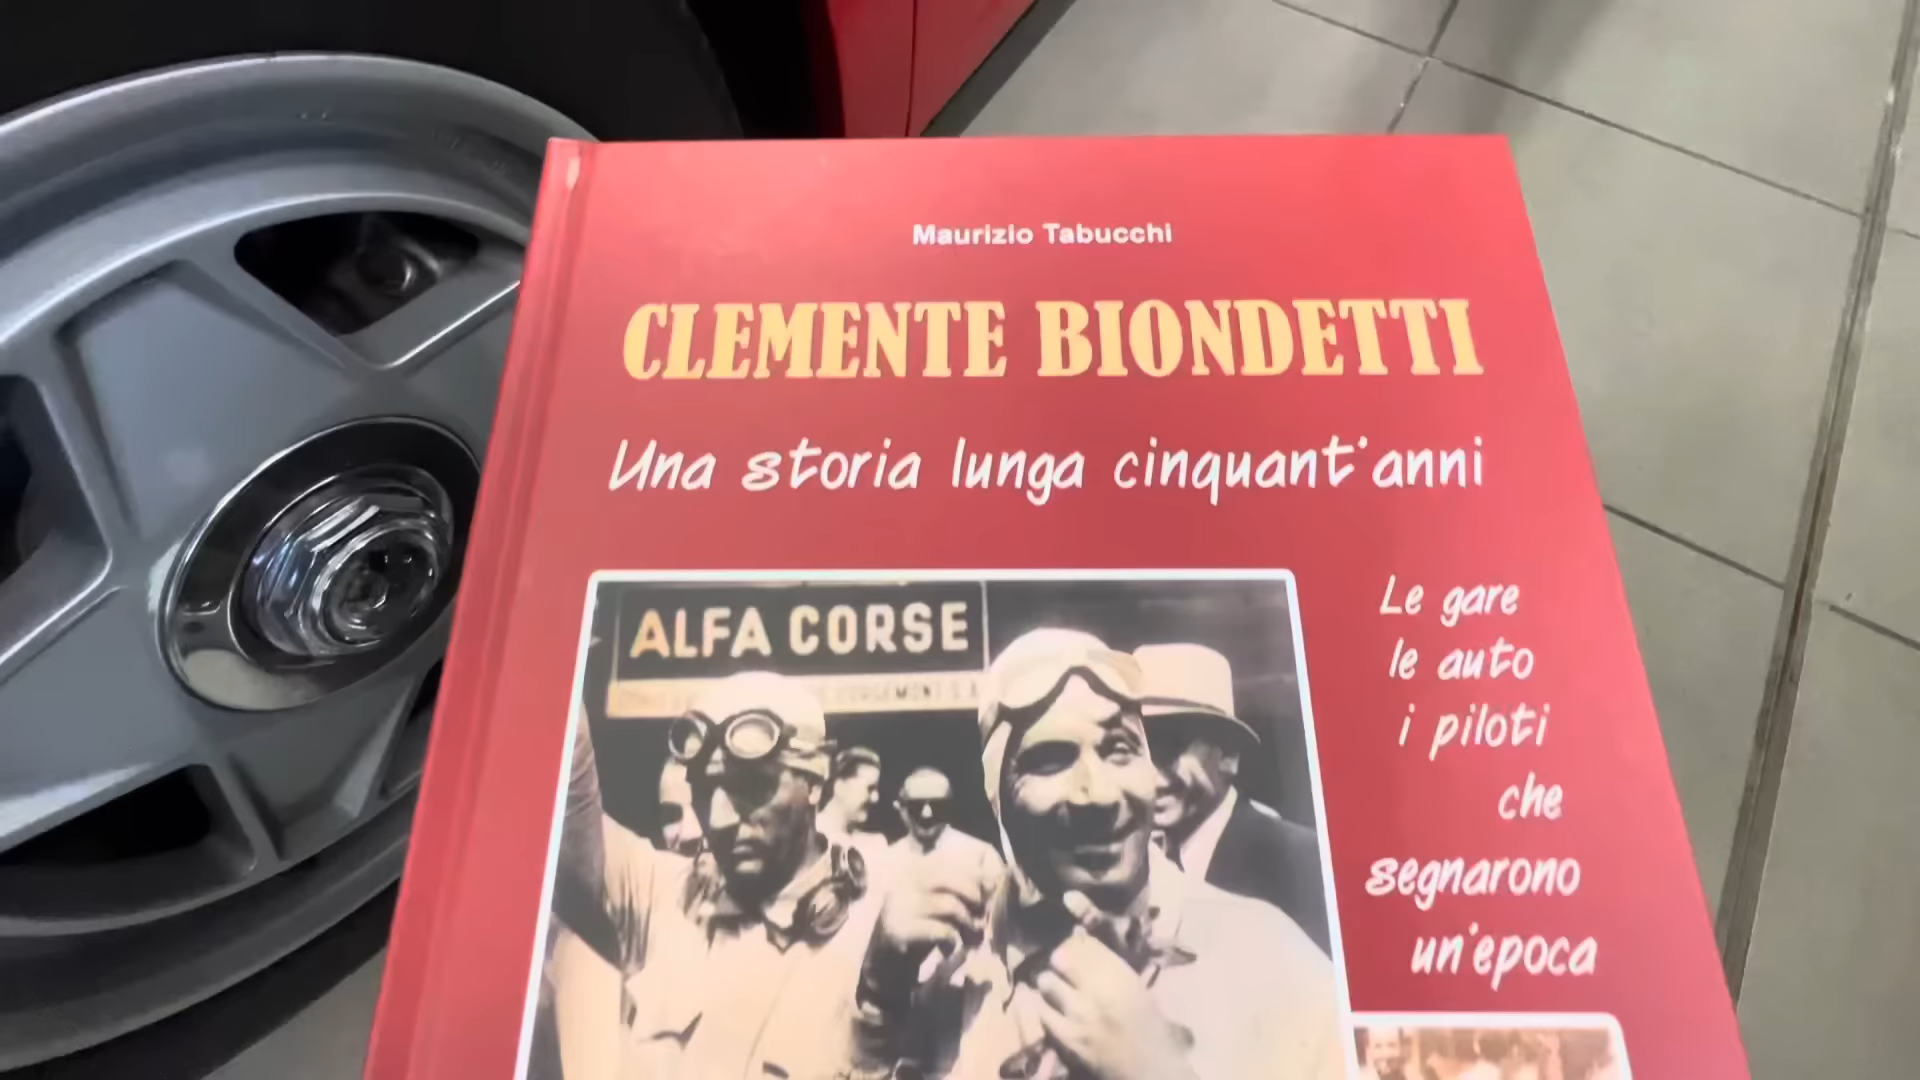 Maurizio Tabucchi
CLEMENTE BIONDETTI
Una storia lunga cinquant'anni
Le gare
le auto
i piloti
che
segnarono
un'epoca
ALFA CORSE